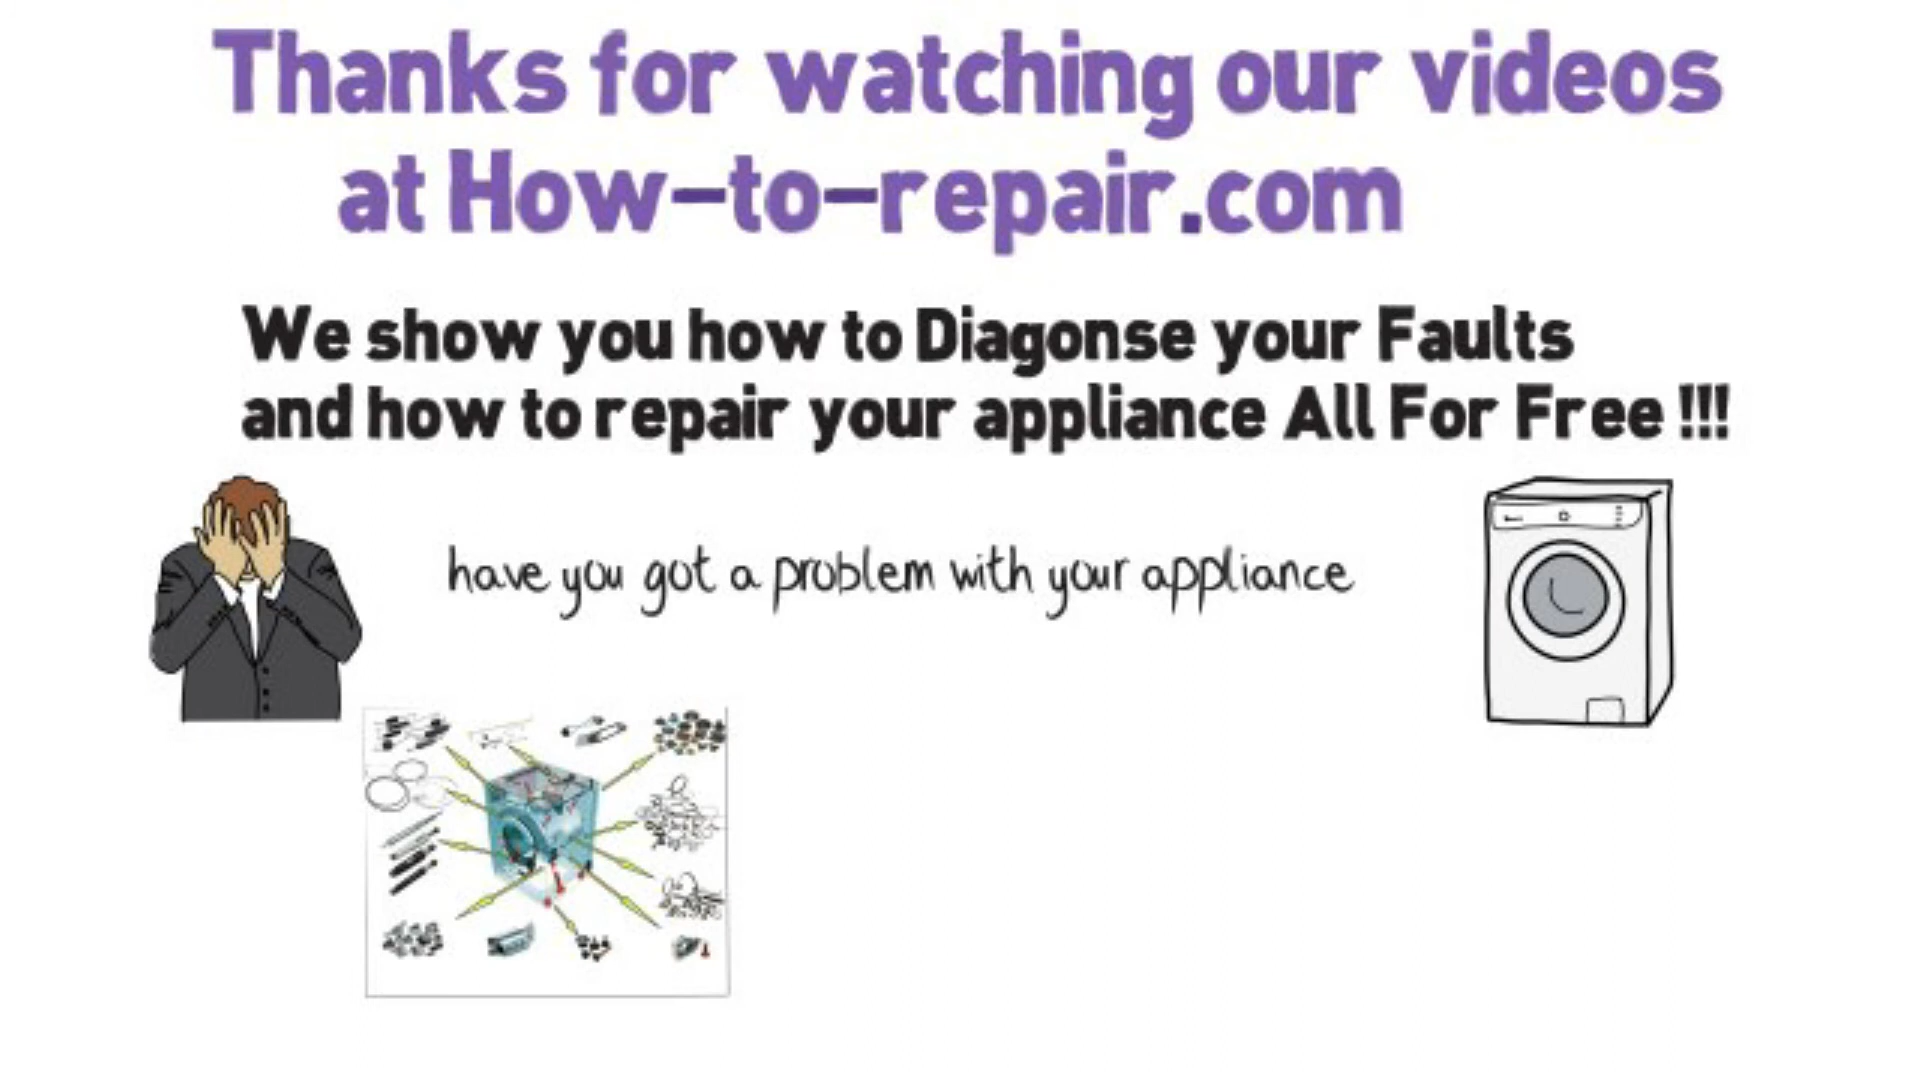 Thanks for watching our videos
at How-to-repair.com
We show you how to Diagonse your Faults
and how to repair your appliance All For Free !!!
have you got a problem with your appliance